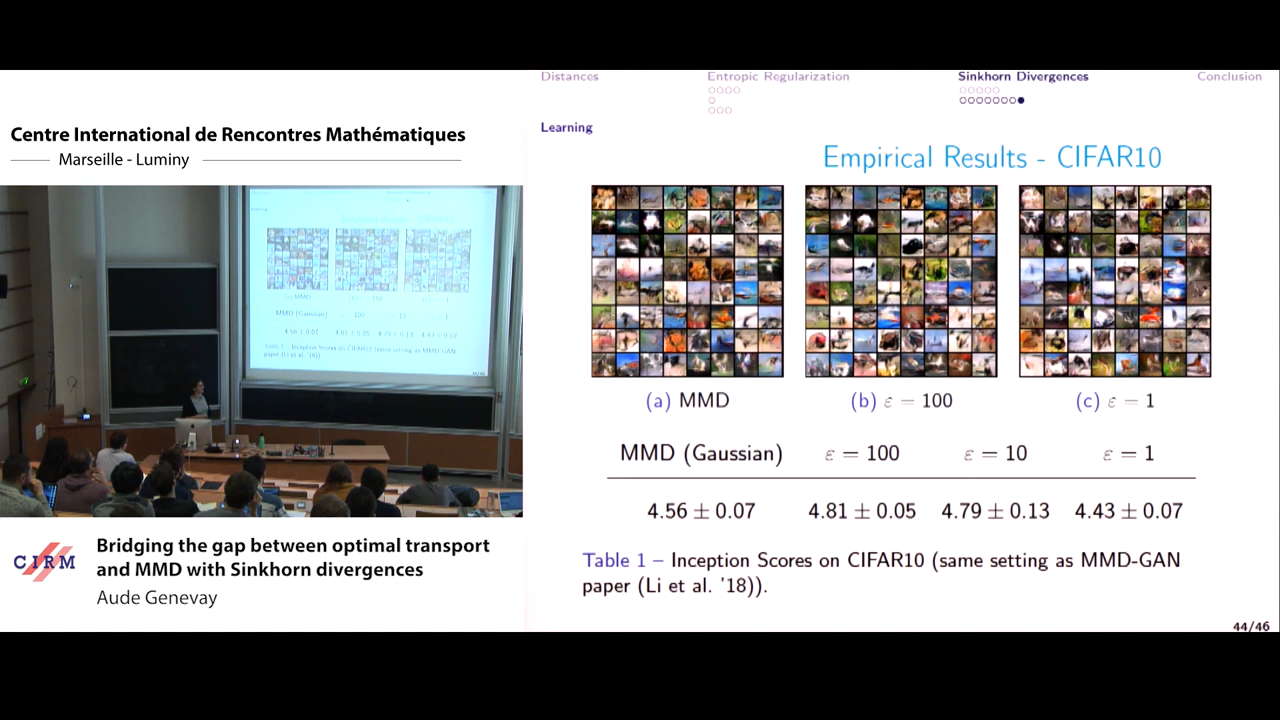 Centre International de Rencontres Mathématiques
Marseille - Luminy
CIRM
Bridging the gap between optimal transport
and MMD with Sinkhorn divergences
Aude Genevay
Distances
Entropic Regularization
Sinkhorn Divergences
Conclusion
Learning
Empirical Results - CIFAR10
(a) MMD
(b) ε = 100
(c) ε = 1
MMD (Gaussian) ε = 100 ε = 10 ε = 1
4.56 ± 0.07 4.81 ± 0.05 4.79 ± 0.13 4.43 ± 0.07
Table 1 – Inception Scores on CIFAR10 (same setting as MMD-GAN
paper (Li et al. '18)).
44/46